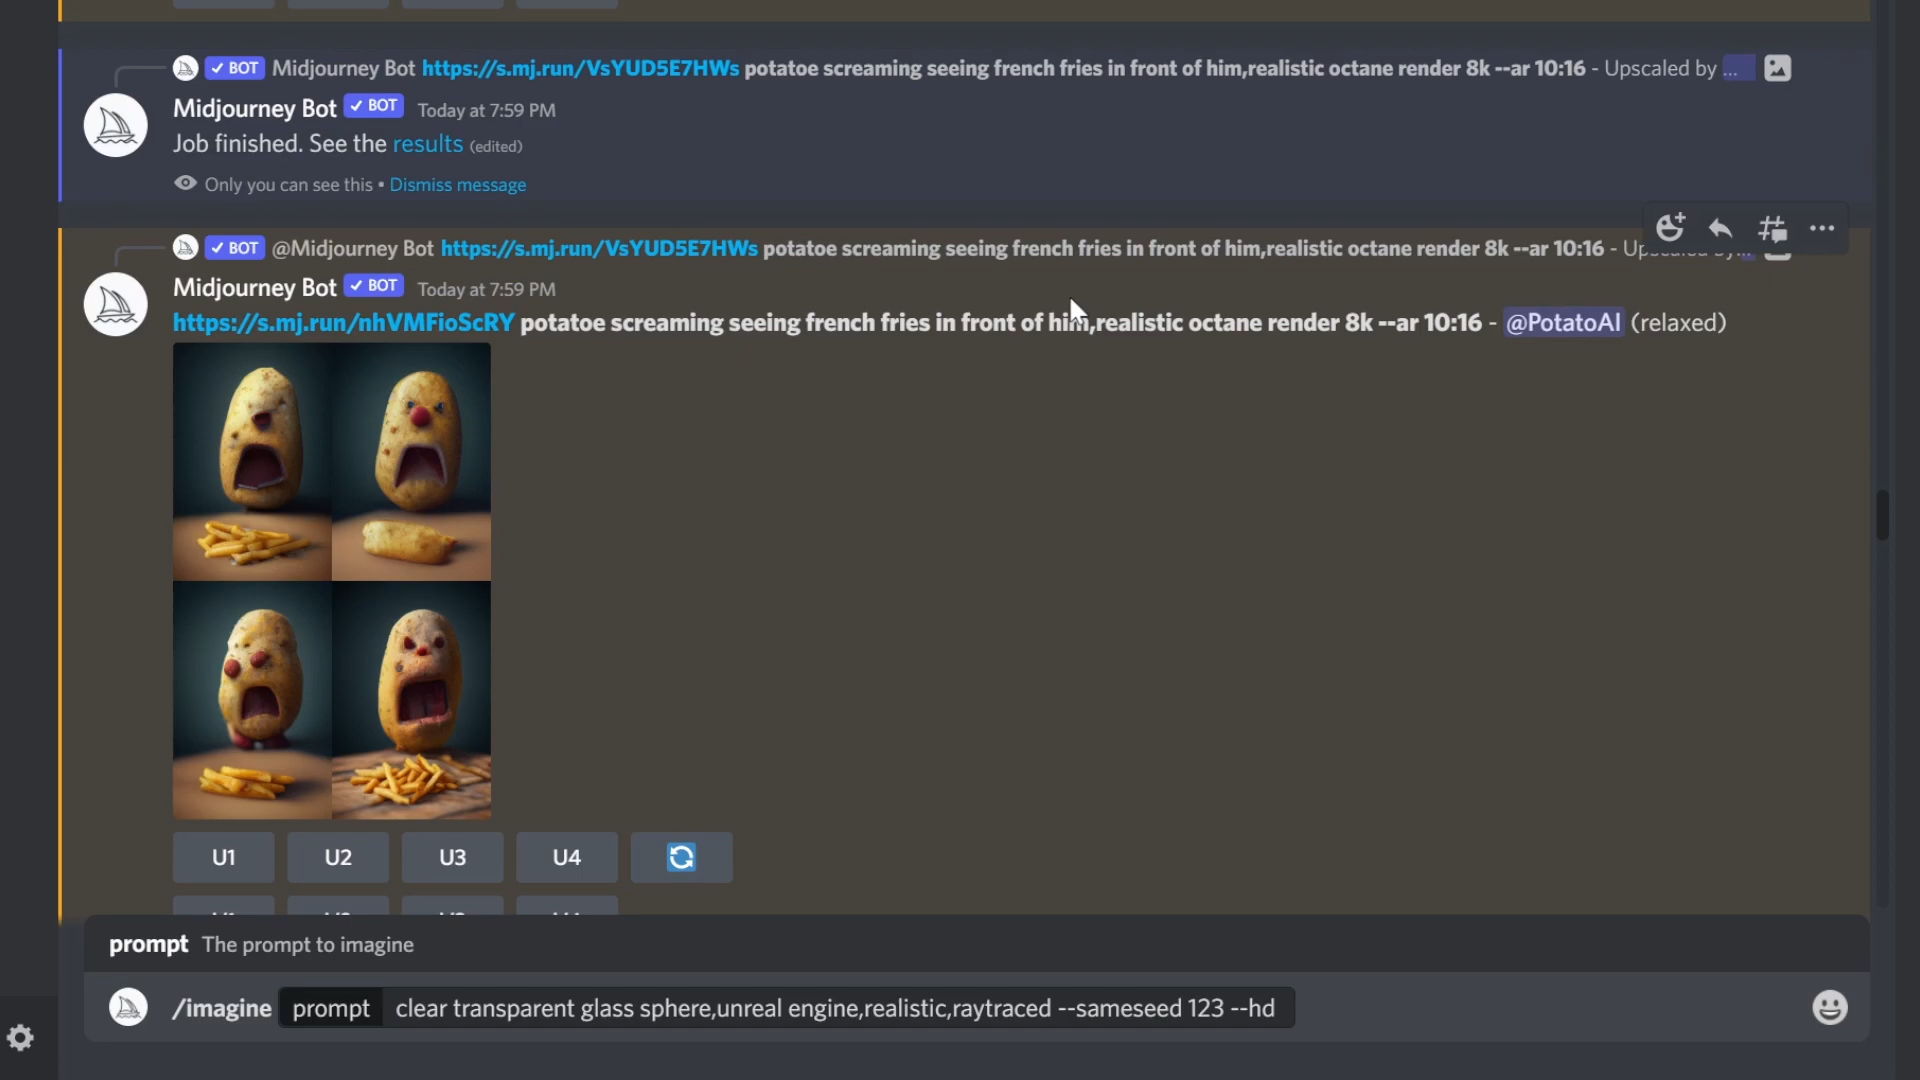 BOT Midjourney Bot https://s.mj.run/VsYUD5E7HWs potatoe screaming seeing french fries in front of him,realistic octane render 8k --ar 10:16 - Upscaled by ...
Midjourney Bot BOT Today at 7:59 PM
Job finished. See the results (edited)
Only you can see this • Dismiss message
BOT @Midjourney Bot https://s.mj.run/VsYUD5E7HWs potatoe screaming seeing french fries in front of him,realistic octane render 8k --ar 10:16 -
Midjourney Bot BOT Today at 7:59 PM
https://s.mj.run/nhVMFioScRY potatoe screaming seeing french fries in front of him,realistic octane render 8k --ar 10:16 - @PotatoAI (relaxed)
U1 U2 U3 U4
prompt The prompt to imagine
/imagine prompt clear transparent glass sphere,unreal engine,realistic,raytraced --sameseed 123 --hd